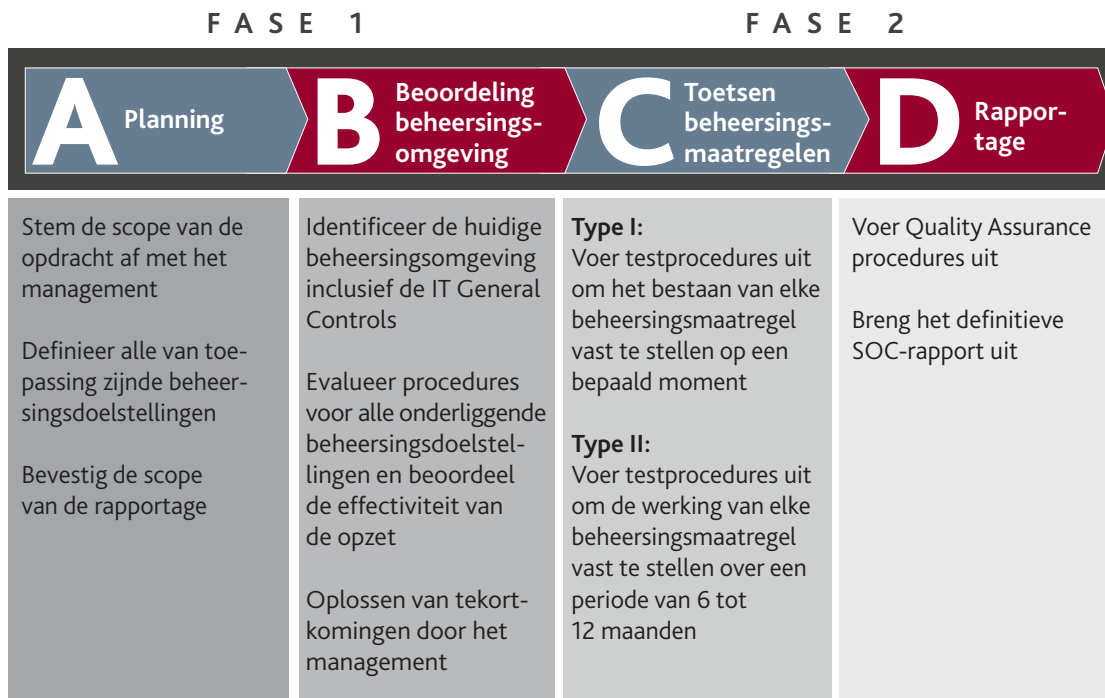 FASE 1
FASE 2
A Planning
B Beoordeling
beheersings-
omgeving
C Toetsen
beheersings-
maatregelen
D Rappor-
tage
Stem de scope van de
opdracht af met het
management
Definieer alle van toe-
passing zijnde beheer-
singsdoelstellingen
Bevestig de scope
van de rapportage
Identificeer de huidige
beheersingsomgeving
inclusief de IT General
Controls
Evalueer procedures
voor alle onderliggende
beheersingsdoelstel-
lingen en beoordeel
de effectiviteit van
de opzet
Oplossen van tekort-
komingen door het
management
Type I:
Voer testprocedures uit
om het bestaan van elke
beheersingsmaatregel
vast te stellen op een
bepaald moment
Type II:
Voer testprocedures uit
om de werking van elke
beheersingsmaatregel
vast te stellen over een
periode van 6 tot
12 maanden
Voer Quality Assurance
procedures uit
Breng het definitieve
SOC-rapport uit